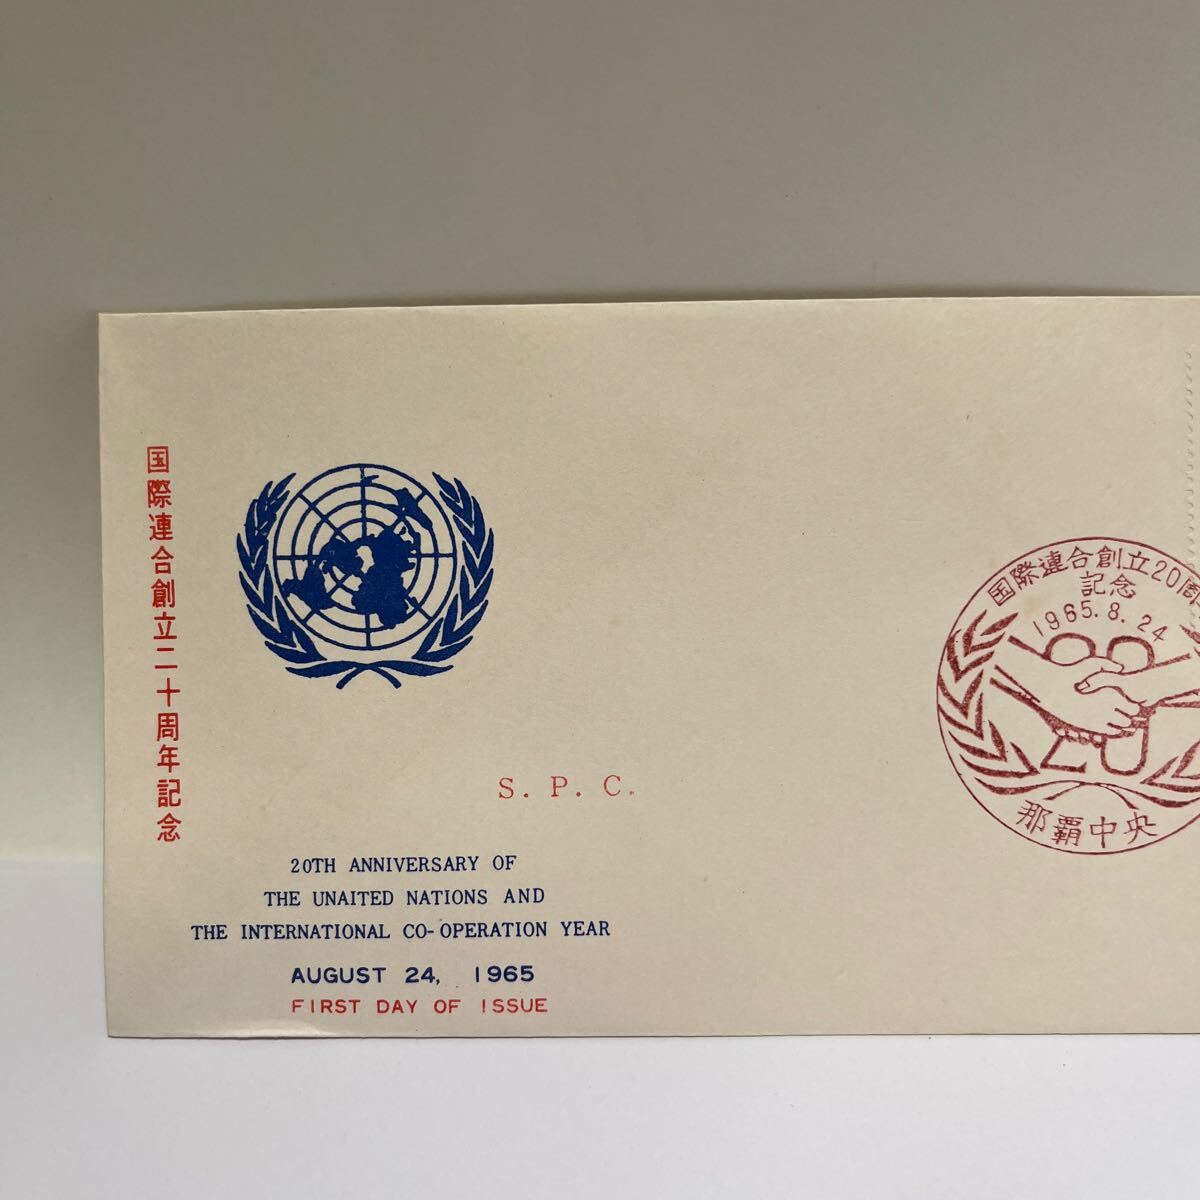 国際連合創立二十周年記念
S. P. C.
20TH ANNIVERSARY OF
THE UNAITED NATIONS AND
THE INTERNATIONAL CO-OPERATION YEAR
AUGUST 24, 1965
FIRST DAY OF ISSUE
国際連合創立20周
記念
1965.8.24
20
那覇中央